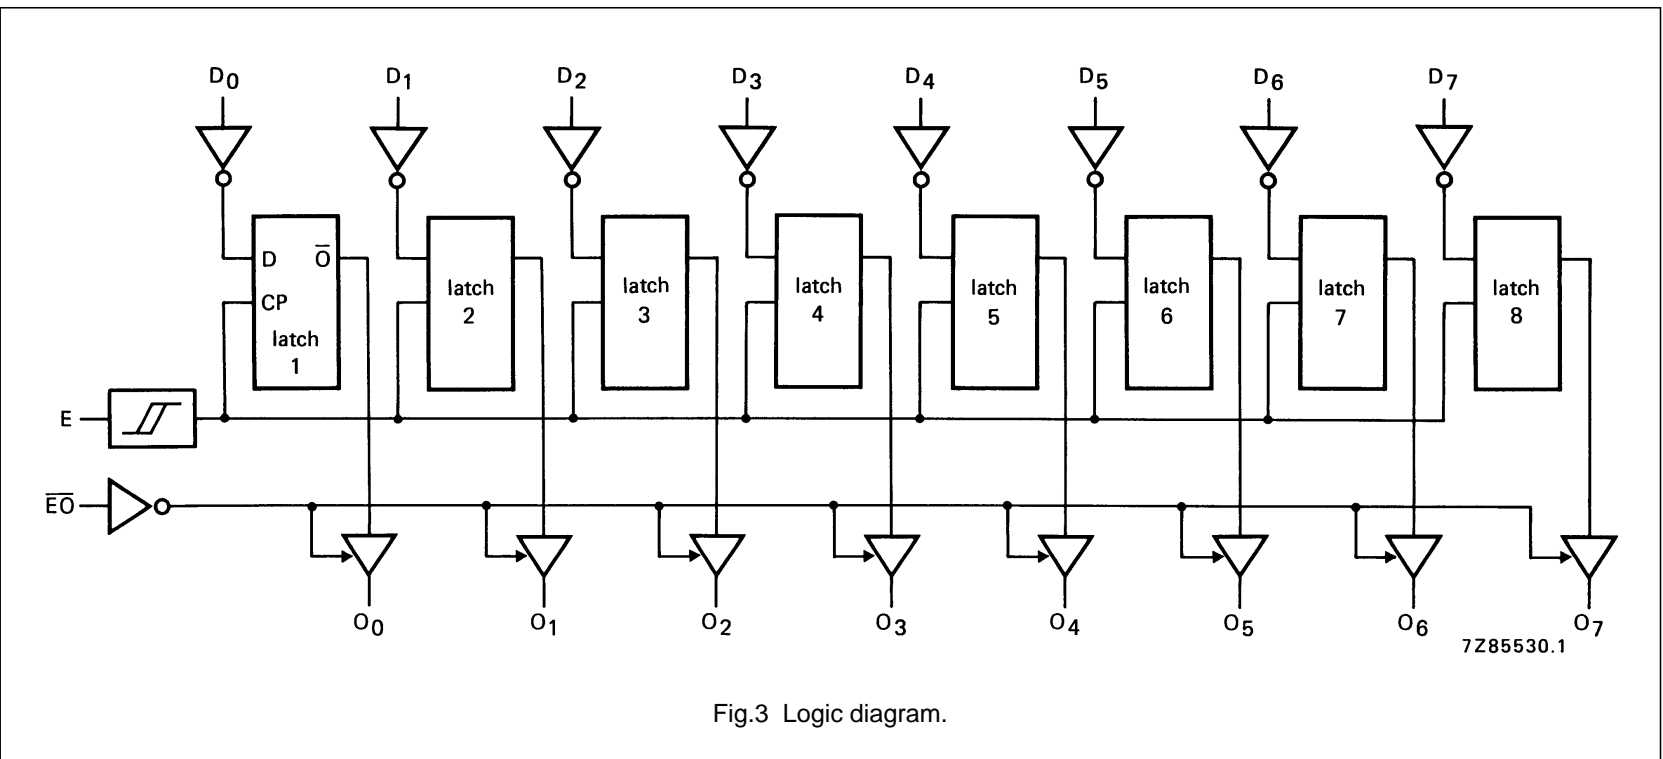 D0 D1 D2 D3 D4 D5 D6 D7
D O̅
CP
latch
1
latch
2
latch
3
latch
4
latch
5
latch
6
latch
7
latch
8
E
E̅O̅
O0 O1 O2 O3 O4 O5 O6 O7
7Z85530.1
Fig.3 Logic diagram.